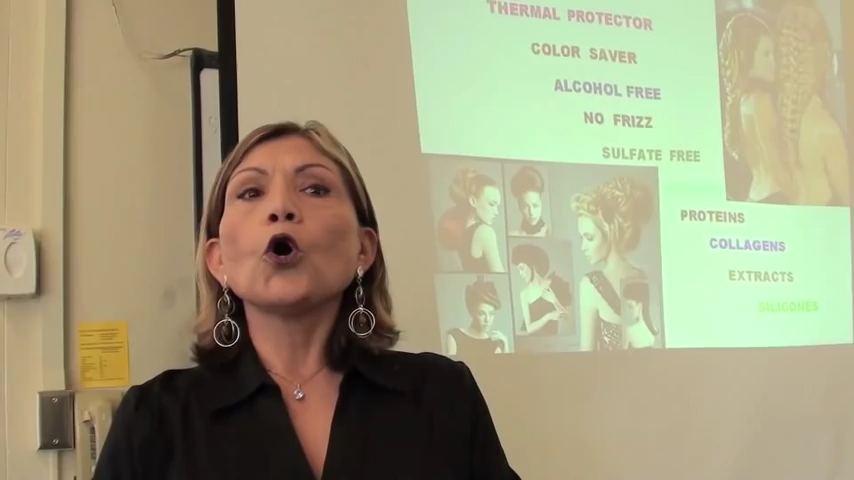 THERMAL PROTECTOR
COLOR SAVER
ALCOHOL FREE
NO FRIZZ
SULFATE FREE
PROTEINS
COLLAGENS
EXTRACTS
SILICONES